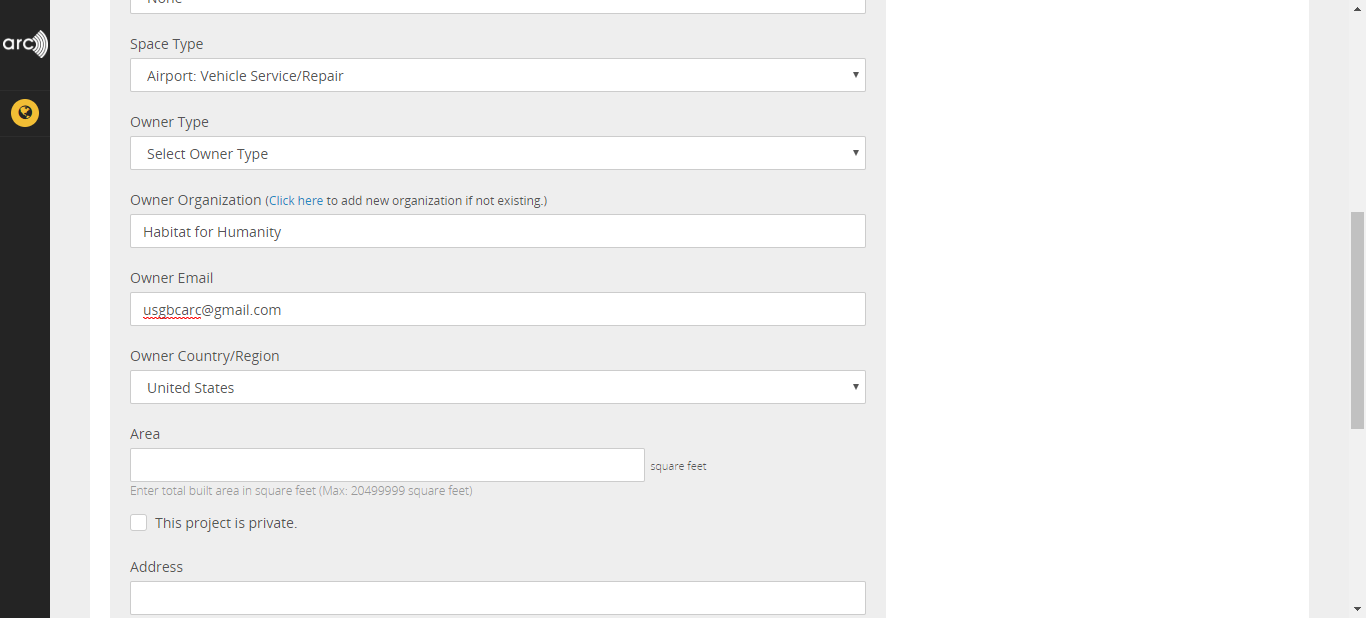 None
arc
Space Type
Airport: Vehicle Service/Repair
Owner Type
Select Owner Type
Owner Organization (Click here to add new organization if not existing.)
Habitat for Humanity
Owner Email
usgbcarc@gmail.com
Owner Country/Region
United States
Area
square feet
Enter total built area in square feet (Max: 20499999 square feet)
This project is private.
Address